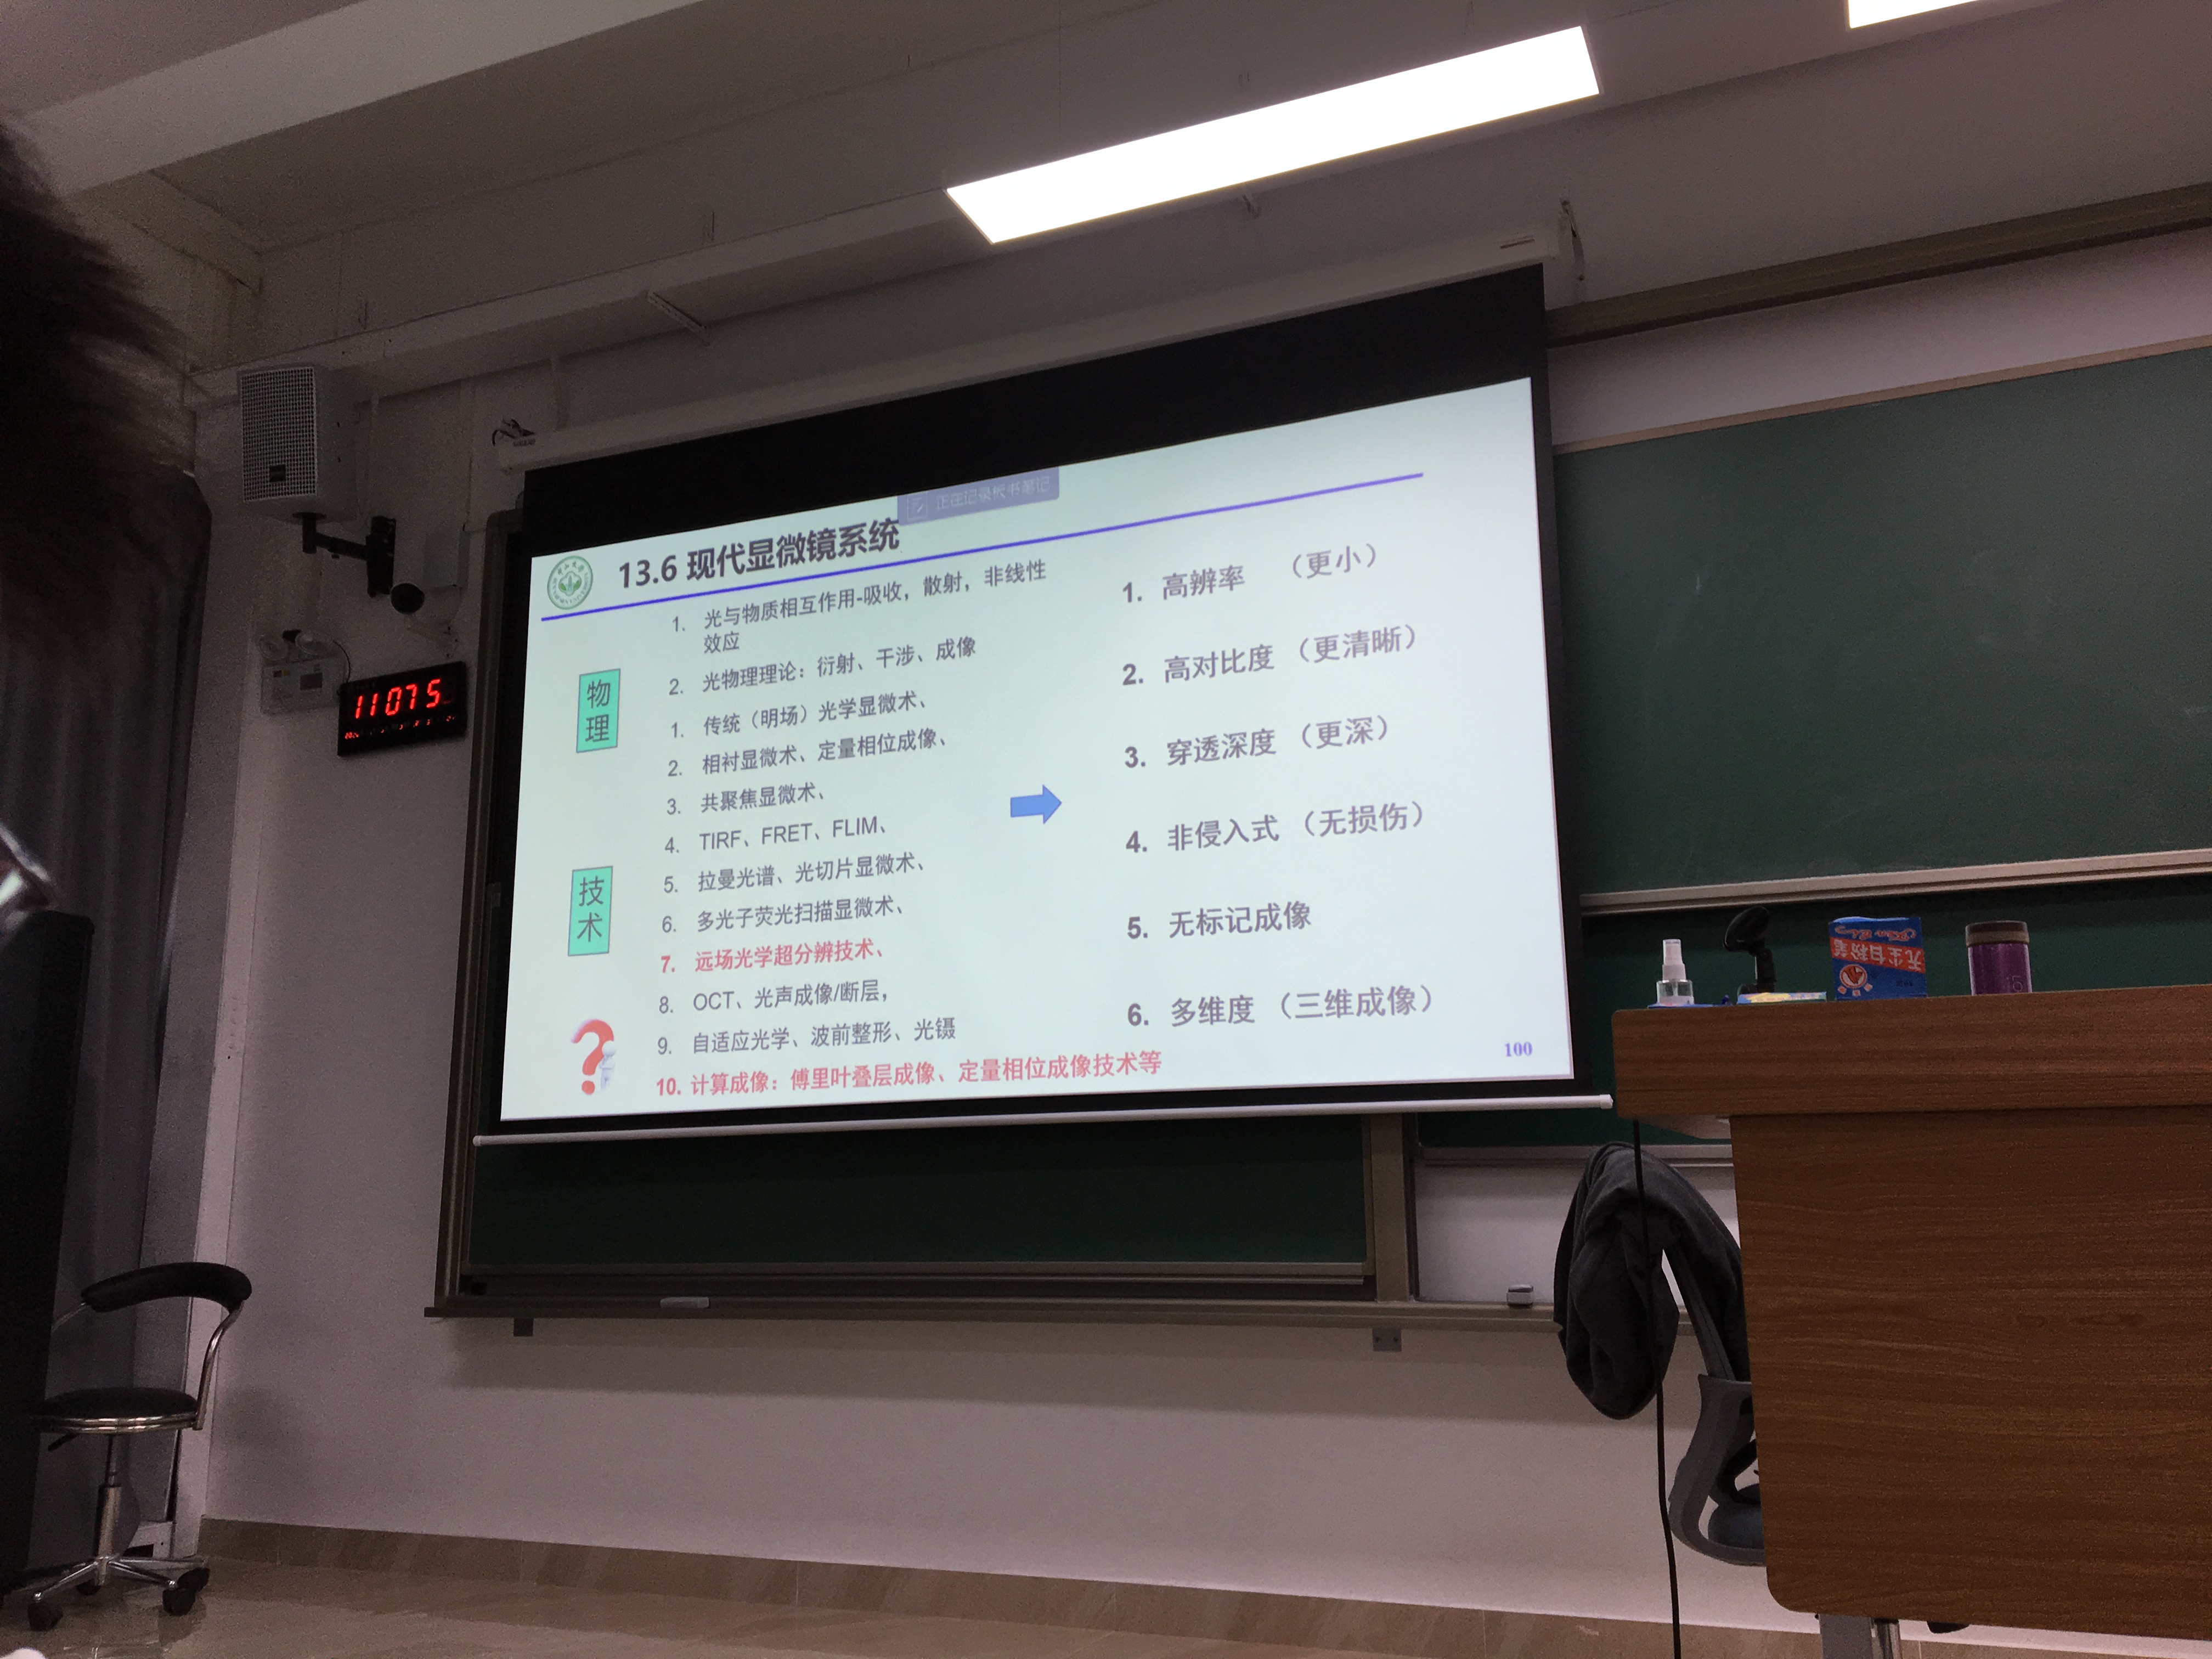 正在记录板书笔记
13.6 现代显微镜系统
物理
1. 光与物质相互作用-吸收，散射，非线性
效应
2. 光物理理论：衍射、干涉、成像
技术
1. 传统（明场）光学显微术、
2. 相衬显微术、定量相位成像、
3. 共聚焦显微术、
4. TIRF、FRET、FLIM、
5. 拉曼光谱、光切片显微术、
6. 多光子荧光扫描显微术、
7. 远场光学超分辨技术、
8. OCT、光声成像/断层，
9. 自适应光学、波前整形、光镊
10. 计算成像：傅里叶叠层成像、定量相位成像技术等
1. 高辨率 （更小）
2. 高对比度 （更清晰）
3. 穿透深度 （更深）
4. 非侵入式 （无损伤）
5. 无标记成像
6. 多维度 （三维成像）
100
11075
无尘白粉笔